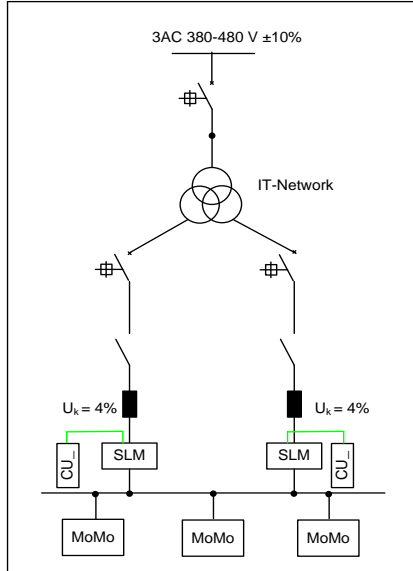 3AC 380-480 V ±10%
IT-Network
Uk = 4%
Uk = 4%
CU_
SLM
SLM
CU_
MoMo
MoMo
MoMo